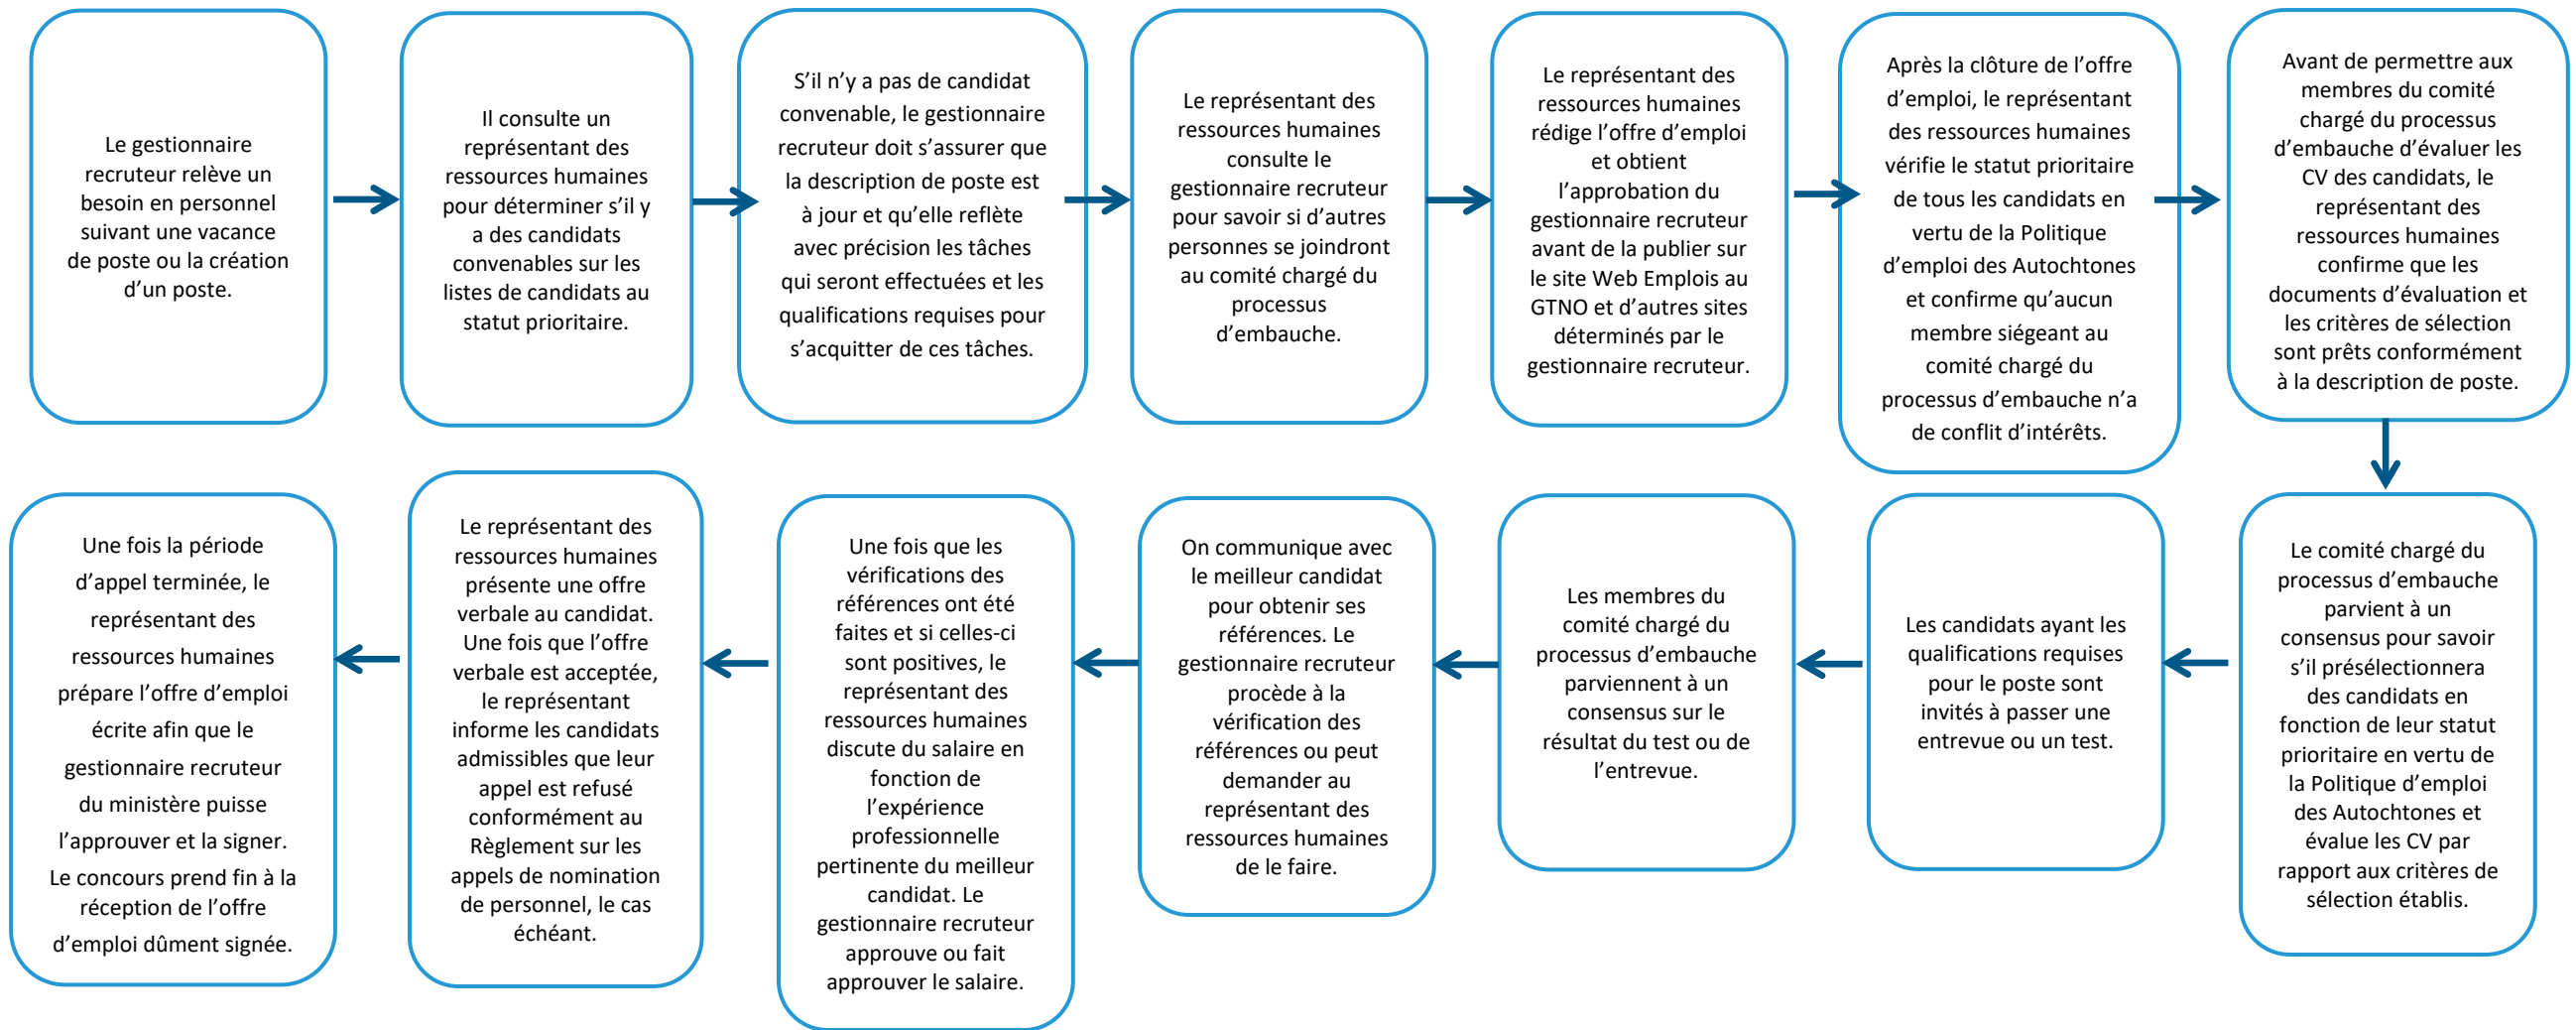 Le gestionnaire
recruteur relève un
besoin en personnel
suivant une vacance
de poste ou la création
d’un poste.
Il consulte un
représentant des
ressources humaines
pour déterminer s’il y
a des candidats
convenables sur les
listes de candidats au
statut prioritaire.
S’il n’y a pas de candidat
convenable, le gestionnaire
recruteur doit s’assurer que
la description de poste est
à jour et qu’elle reflète
avec précision les tâches
qui seront effectuées et les
qualifications requises pour
s’acquitter de ces tâches.
Le représentant des
ressources humaines
consulte le
gestionnaire recruteur
pour savoir si d’autres
personnes se joindront
au comité chargé du
processus
d’embauche.
Le représentant des
ressources humaines
rédige l’offre d’emploi
et obtient
l’approbation du
gestionnaire recruteur
avant de la publier sur
le site Web Emplois au
GTNO et d’autres sites
déterminés par le
gestionnaire recruteur.
Après la clôture de l’offre
d’emploi, le représentant
des ressources humaines
vérifie le statut prioritaire
de tous les candidats en
vertu de la Politique
d’emploi des Autochtones
et confirme qu’aucun
membre siégeant au
comité chargé du
processus d’embauche n’a
de conflit d’intérêts.
Avant de permettre aux
membres du comité
chargé du processus
d’embauche d’évaluer les
CV des candidats, le
représentant des
ressources humaines
confirme que les
documents d’évaluation et
les critères de sélection
sont prêts conformément
à la description de poste.
Le comité chargé du
processus d’embauche
parvient à un
consensus pour savoir
s’il présélectionnera
des candidats en
fonction de leur statut
prioritaire en vertu de
la Politique d’emploi
des Autochtones et
évalue les CV par
rapport aux critères de
sélection établis.
Les candidats ayant les
qualifications requises
pour le poste sont
invités à passer une
entrevue ou un test.
Les membres du
comité chargé du
processus d’embauche
parviennent à un
consensus sur le
résultat du test ou de
l’entrevue.
On communique avec
le meilleur candidat
pour obtenir ses
références. Le
gestionnaire recruteur
procède à la
vérification des
références ou peut
demander au
représentant des
ressources humaines
de le faire.
Une fois que les
vérifications des
références ont été
faites et si celles-ci
sont positives, le
représentant des
ressources humaines
discute du salaire en
fonction de
l’expérience
professionnelle
pertinente du meilleur
candidat. Le
gestionnaire recruteur
approuve ou fait
approuver le salaire.
Le représentant des
ressources humaines
présente une offre
verbale au candidat.
Une fois que l’offre
verbale est acceptée,
le représentant
informe les candidats
admissibles que leur
appel est refusé
conformément au
Règlement sur les
appels de nomination
de personnel, le cas
échéant.
Une fois la période
d’appel terminée, le
représentant des
ressources humaines
prépare l’offre d’emploi
écrite afin que le
gestionnaire recruteur
du ministère puisse
l’approuver et la signer.
Le concours prend fin à la
réception de l’offre
d’emploi dûment signée.